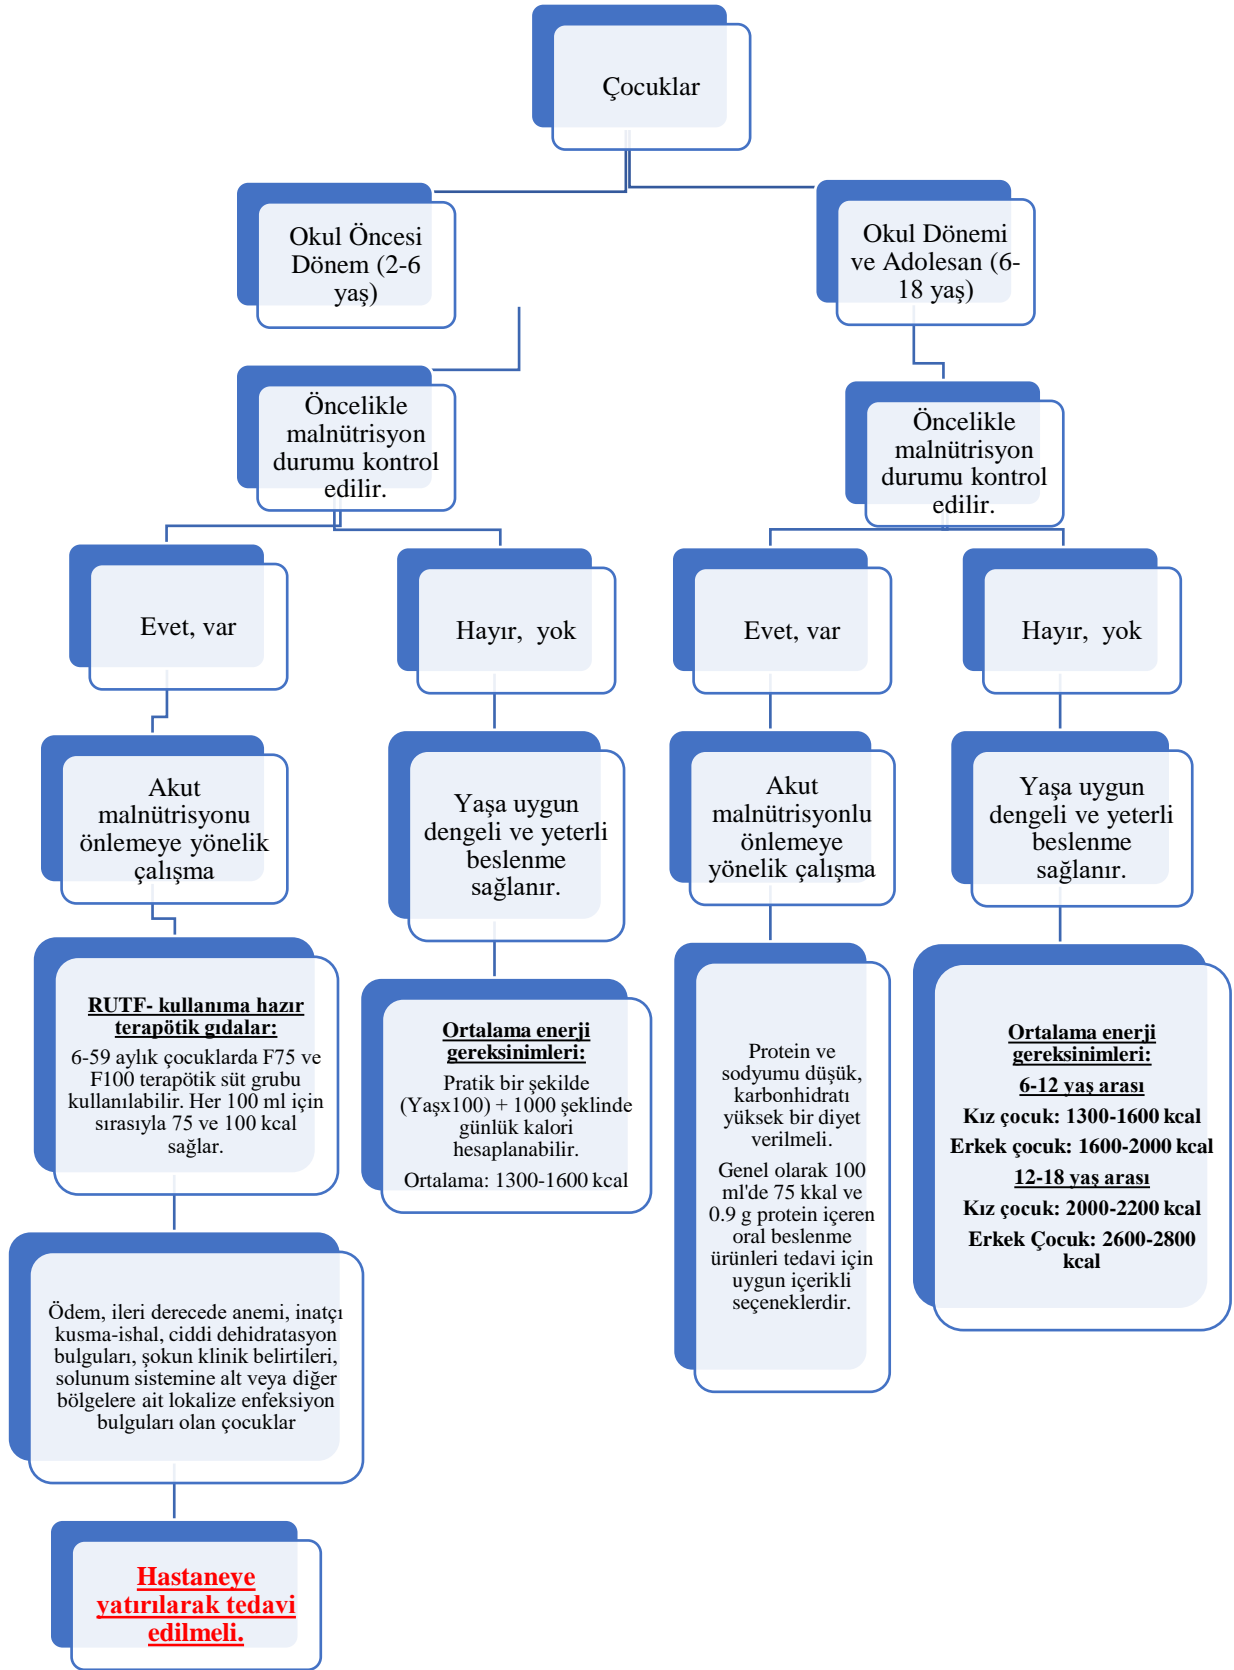 Çocuklar
Okul Öncesi
Dönem (2-6
yaş)
Okul Dönemi
ve Adolesan (6-
18 yaş)
Öncelikle
malnütrisyon
durumu kontrol
edilir.
Öncelikle
malnütrisyon
durumu kontrol
edilir.
Evet, var
Hayır, yok
Evet, var
Hayır, yok
Akut
malnütrisyonu
önlemeye yönelik
çalışma
Yaşa uygun
dengeli ve yeterli
beslenme
sağlanır.
Akut
malnütrisyonlu
önlemeye
yönelik çalışma
Yaşa uygun
dengeli ve yeterli
beslenme
sağlanır.
RUTF- kullanıma hazır
terapötik gıdalar:
6-59 aylık çocuklarda F75 ve
F100 terapötik süt grubu
kullanılabilir. Her 100 ml için
sırasıyla 75 ve 100 kcal
sağlar.
Ortalama enerji
gereksinimleri:
Pratik bir şekilde
(Yaşx100) + 1000 şeklinde
günlük kalori
hesaplanabilir.
Ortalama: 1300-1600 kcal
Protein ve
sodyumu düşük,
karbonhidratı
yüksek bir diyet
verilmeli.
Genel olarak 100
ml'de 75 kkal ve
0.9 g protein içeren
oral beslenme
ürünleri tedavi için
uygun içerikli
seçeneklerdir.
Ortalama enerji
gereksinimleri:
6-12 yaş arası
Kız çocuk: 1300-1600 kcal
Erkek çocuk: 1600-2000 kcal
12-18 yaş arası
Kız çocuk: 2000-2200 kcal
Erkek Çocuk: 2600-2800
kcal
Ödem, ileri derecede anemi, inatçı
kusma-ishal, ciddi dehidratasyon
bulguları, şokun klinik belirtileri,
solunum sistemine alt veya diğer
bölgelere ait lokalize enfeksiyon
bulguları olan çocuklar
Hastaneye
yatırılarak tedavi
edilmeli.